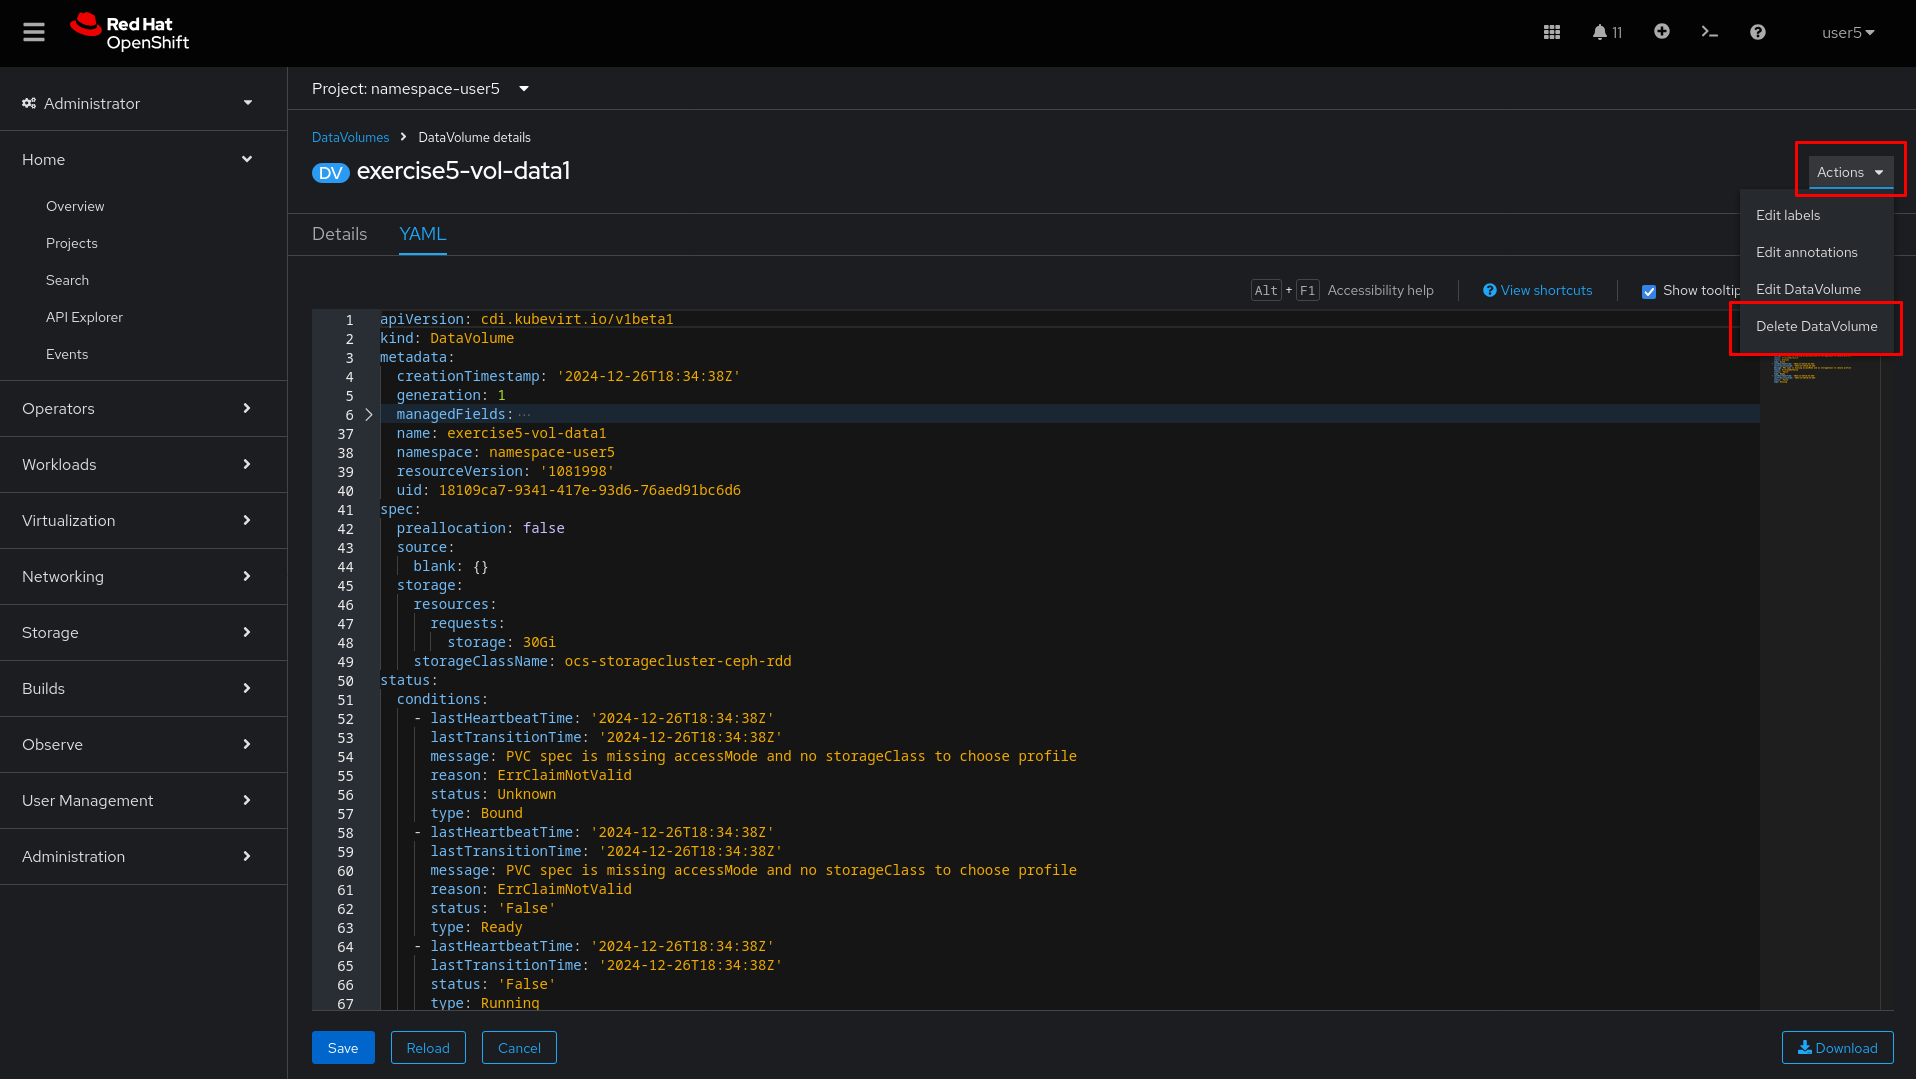 Red Hat
OpenShift
11
user5
Administrator
Home
Overview
Projects
Search
API Explorer
Events
Operators
Workloads
Virtualization
Networking
Storage
Builds
Observe
User Management
Administration
Project: namespace-user5
DataVolumes > DataVolume details
DV exercise5-vol-data1
Actions
Edit labels
Edit annotations
Edit DataVolume
Delete DataVolume
Details YAML
Alt + F1 Accessibility help View shortcuts Show tooltip
1 apiVersion: cdi.kubevirt.io/v1beta1
2 kind: DataVolume
3 metadata:
4 creationTimestamp: '2024-12-26T18:34:38Z'
5 generation: 1
6 managedFields: ...
37 name: exercise5-vol-data1
38 namespace: namespace-user5
39 resourceVersion: '1081998'
40 uid: 18109ca7-9341-417e-93d6-76aed91bc6d6
41 spec:
42 preallocation: false
43 source:
44 blank: {}
45 storage:
46 resources:
47 requests:
48 storage: 30Gi
49 storageClassName: ocs-storagecluster-ceph-rdd
50 status:
51 conditions:
52 - lastHeartbeatTime: '2024-12-26T18:34:38Z'
53 lastTransitionTime: '2024-12-26T18:34:38Z'
54 message: PVC spec is missing accessMode and no storageClass to choose profile
55 reason: ErrClaimNotValid
56 status: Unknown
57 type: Bound
58 - lastHeartbeatTime: '2024-12-26T18:34:38Z'
59 lastTransitionTime: '2024-12-26T18:34:38Z'
60 message: PVC spec is missing accessMode and no storageClass to choose profile
61 reason: ErrClaimNotValid
62 status: 'False'
63 type: Ready
64 - lastHeartbeatTime: '2024-12-26T18:34:38Z'
65 lastTransitionTime: '2024-12-26T18:34:38Z'
66 status: 'False'
67 type: Running
Save Reload Cancel Download